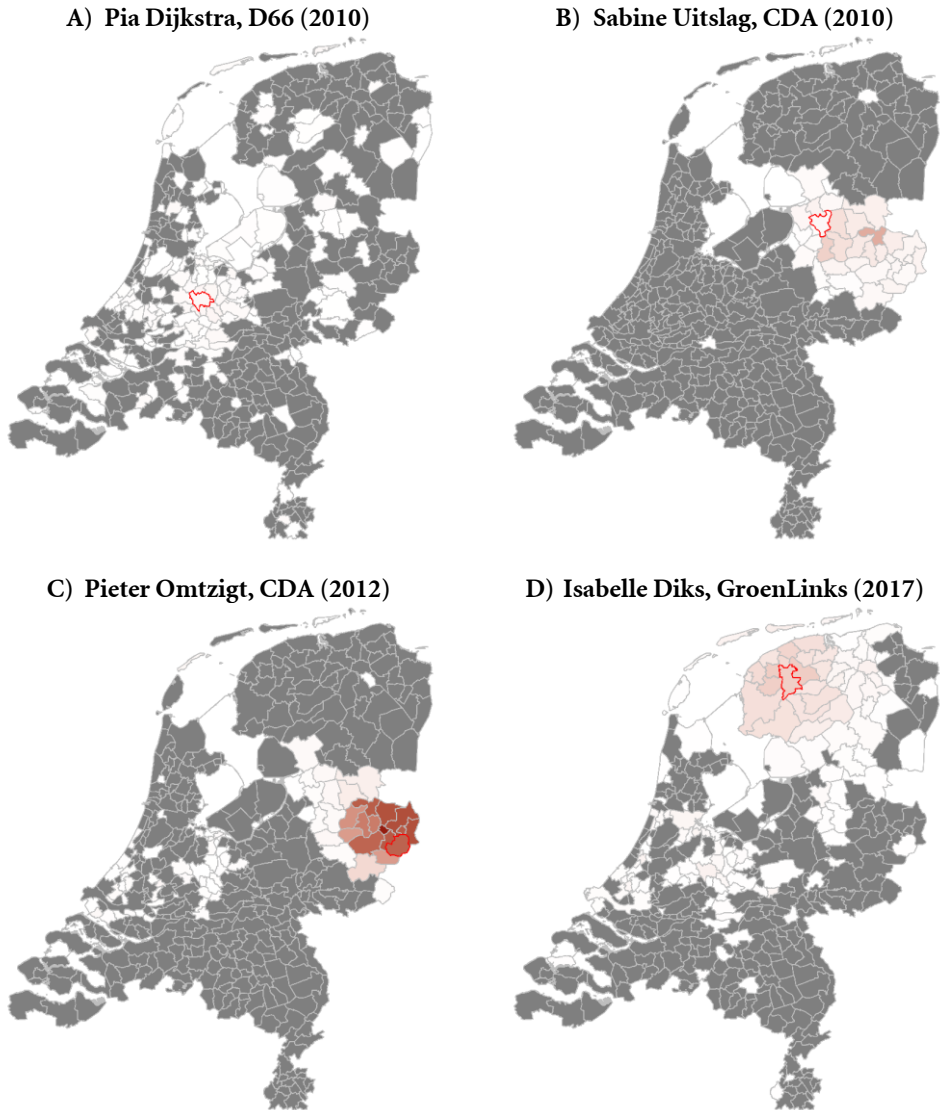 A) Pia Dijkstra, D66 (2010)
B) Sabine Uitslag, CDA (2010)
C) Pieter Omtzigt, CDA (2012)
D) Isabelle Diks, GroenLinks (2017)